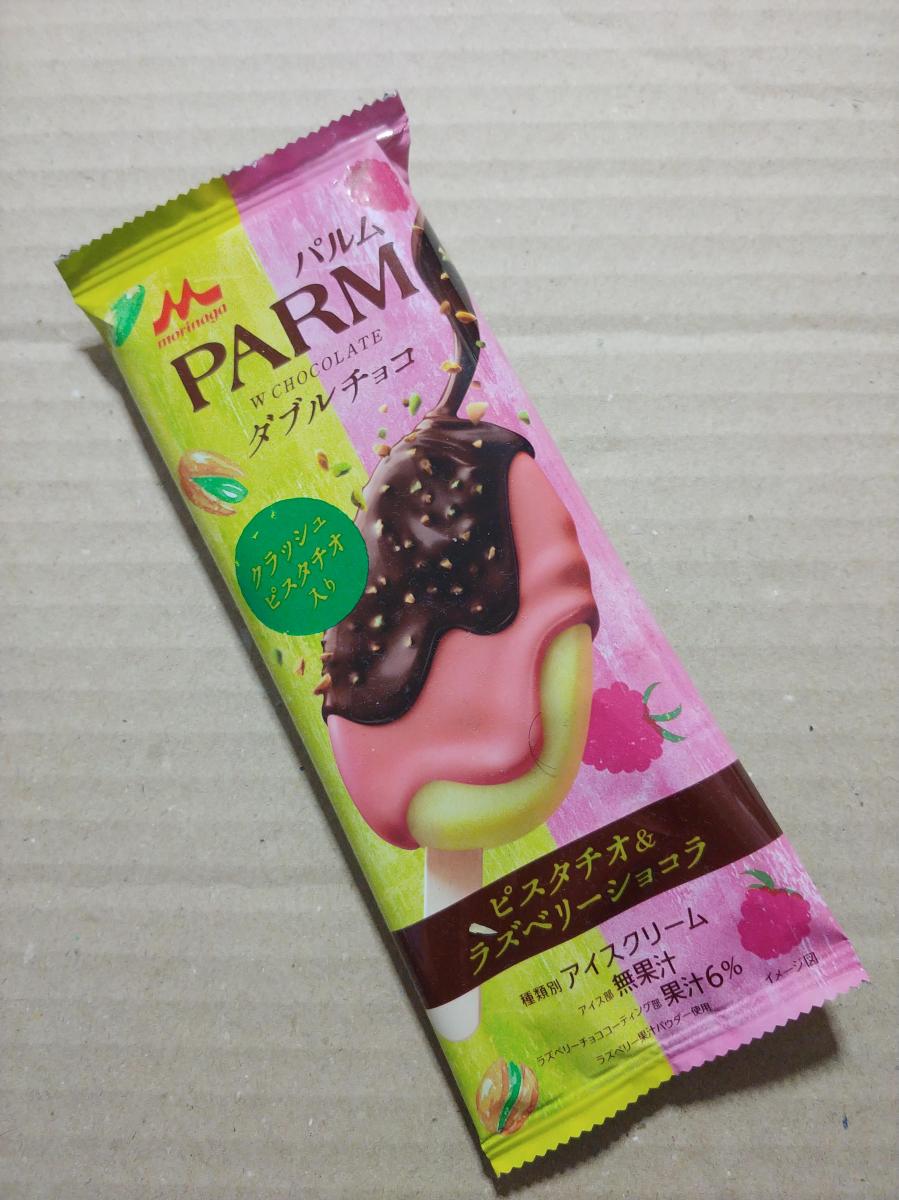 morinaga
パルム
PARM
W CHOCOLATE
ダブルチョコ
クラッシュ
ピスタチオ
入り
ピスタチオ&
ラズベリーショコラ
種類別 アイスクリーム
アイス部 無果汁
ラズベリーチョココーティング部 果汁6%
ラズベリー果汁パウダー使用
イメージ図